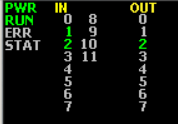 PWR IN OUT
RUN 0 8 0
ERR 1 9 1
STAT 2 10 2
3 11 3
4 4
5 5
6 6
7 7